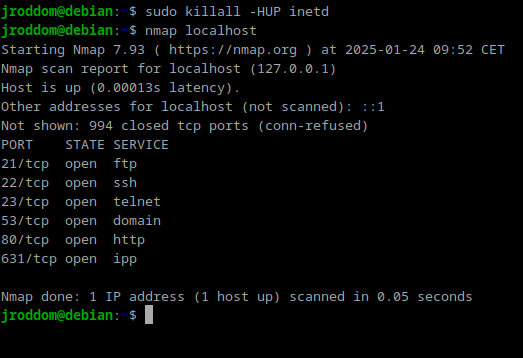 jroddom@debian:~$ sudo killall -HUP inetd
jroddom@debian:~$ nmap localhost
Starting Nmap 7.93 ( https://nmap.org ) at 2025-01-24 09:52 CET
Nmap scan report for localhost (127.0.0.1)
Host is up (0.00013s latency).
Other addresses for localhost (not scanned): ::1
Not shown: 994 closed tcp ports (conn-refused)
PORT    STATE SERVICE
21/tcp  open  ftp
22/tcp  open  ssh
23/tcp  open  telnet
53/tcp  open  domain
80/tcp  open  http
631/tcp open  ipp

Nmap done: 1 IP address (1 host up) scanned in 0.05 seconds
jroddom@debian:~$